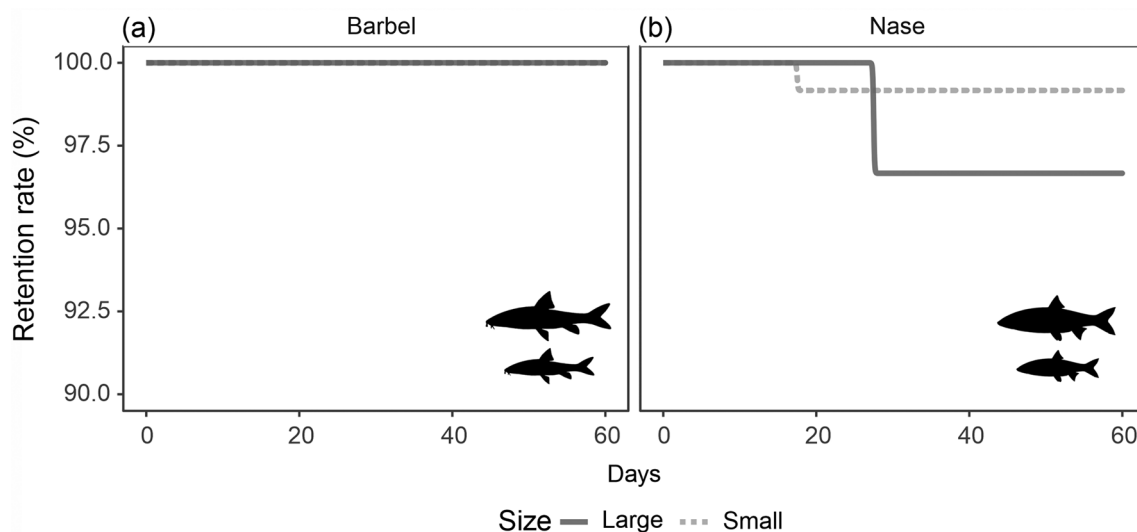 (a) Barbel (b) Nase
Retention rate (%)
100.0
97.5
95.0
92.5
90.0
0 20 40 60 0 20 40 60
Days
Size Large Small